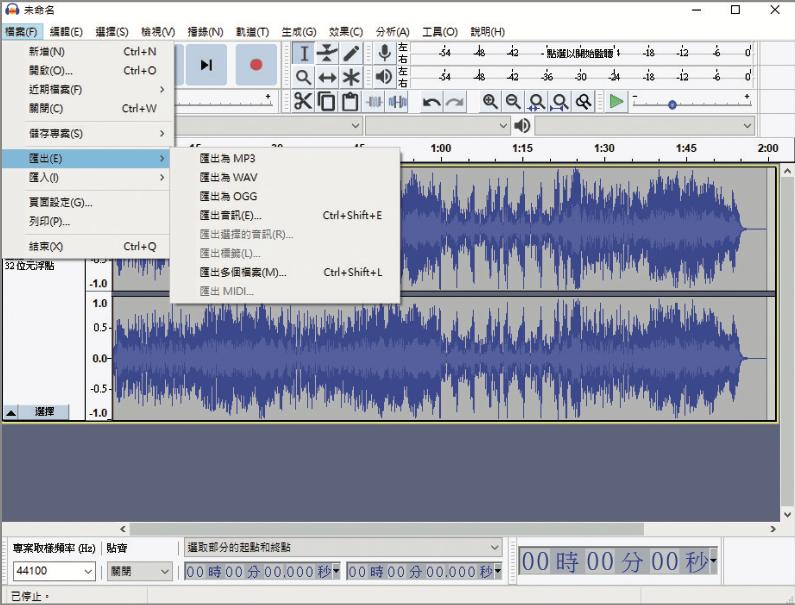 未命名
檔案(F) 編輯(E) 選擇(S) 檢視(V) 播錄(N) 軌道(T) 生成(G) 效果(C) 分析(A) 工具(O) 說明(H)
新增(N) Ctrl+N
開啟(O)... Ctrl+O
近期檔案(F)
關閉(C) Ctrl+W
儲存專案(S)
匯出(E)
匯入(I)
頁面設定(G)...
列印(P)...
結束(X) Ctrl+Q
匯出為 MP3
匯出為 WAV
匯出為 OGG
匯出音訊(E)... Ctrl+Shift+E
匯出選擇的音訊(R)...
匯出標籤(L)...
匯出多個檔案(M)... Ctrl+Shift+L
匯出 MIDI...
左
右
-54 -48 -42 - 點選以開始監聽 -18 -12 -6 0
左
右
-54 -48 -42 -36 -30 -24 -18 -12 -6 0
- +
1:00 1:15 1:30 1:45 2:00
32 位元浮點
-0.5
-1.0
1.0
0.5
0.0
-0.5
-1.0
選擇
專案取樣頻率 (Hz) 貼齊 選取部分的起點和終點
44100 關閉 00 時 00 分 00.000 秒 00 時 00 分 00.000 秒
00 時 00 分 00 秒
已停止。